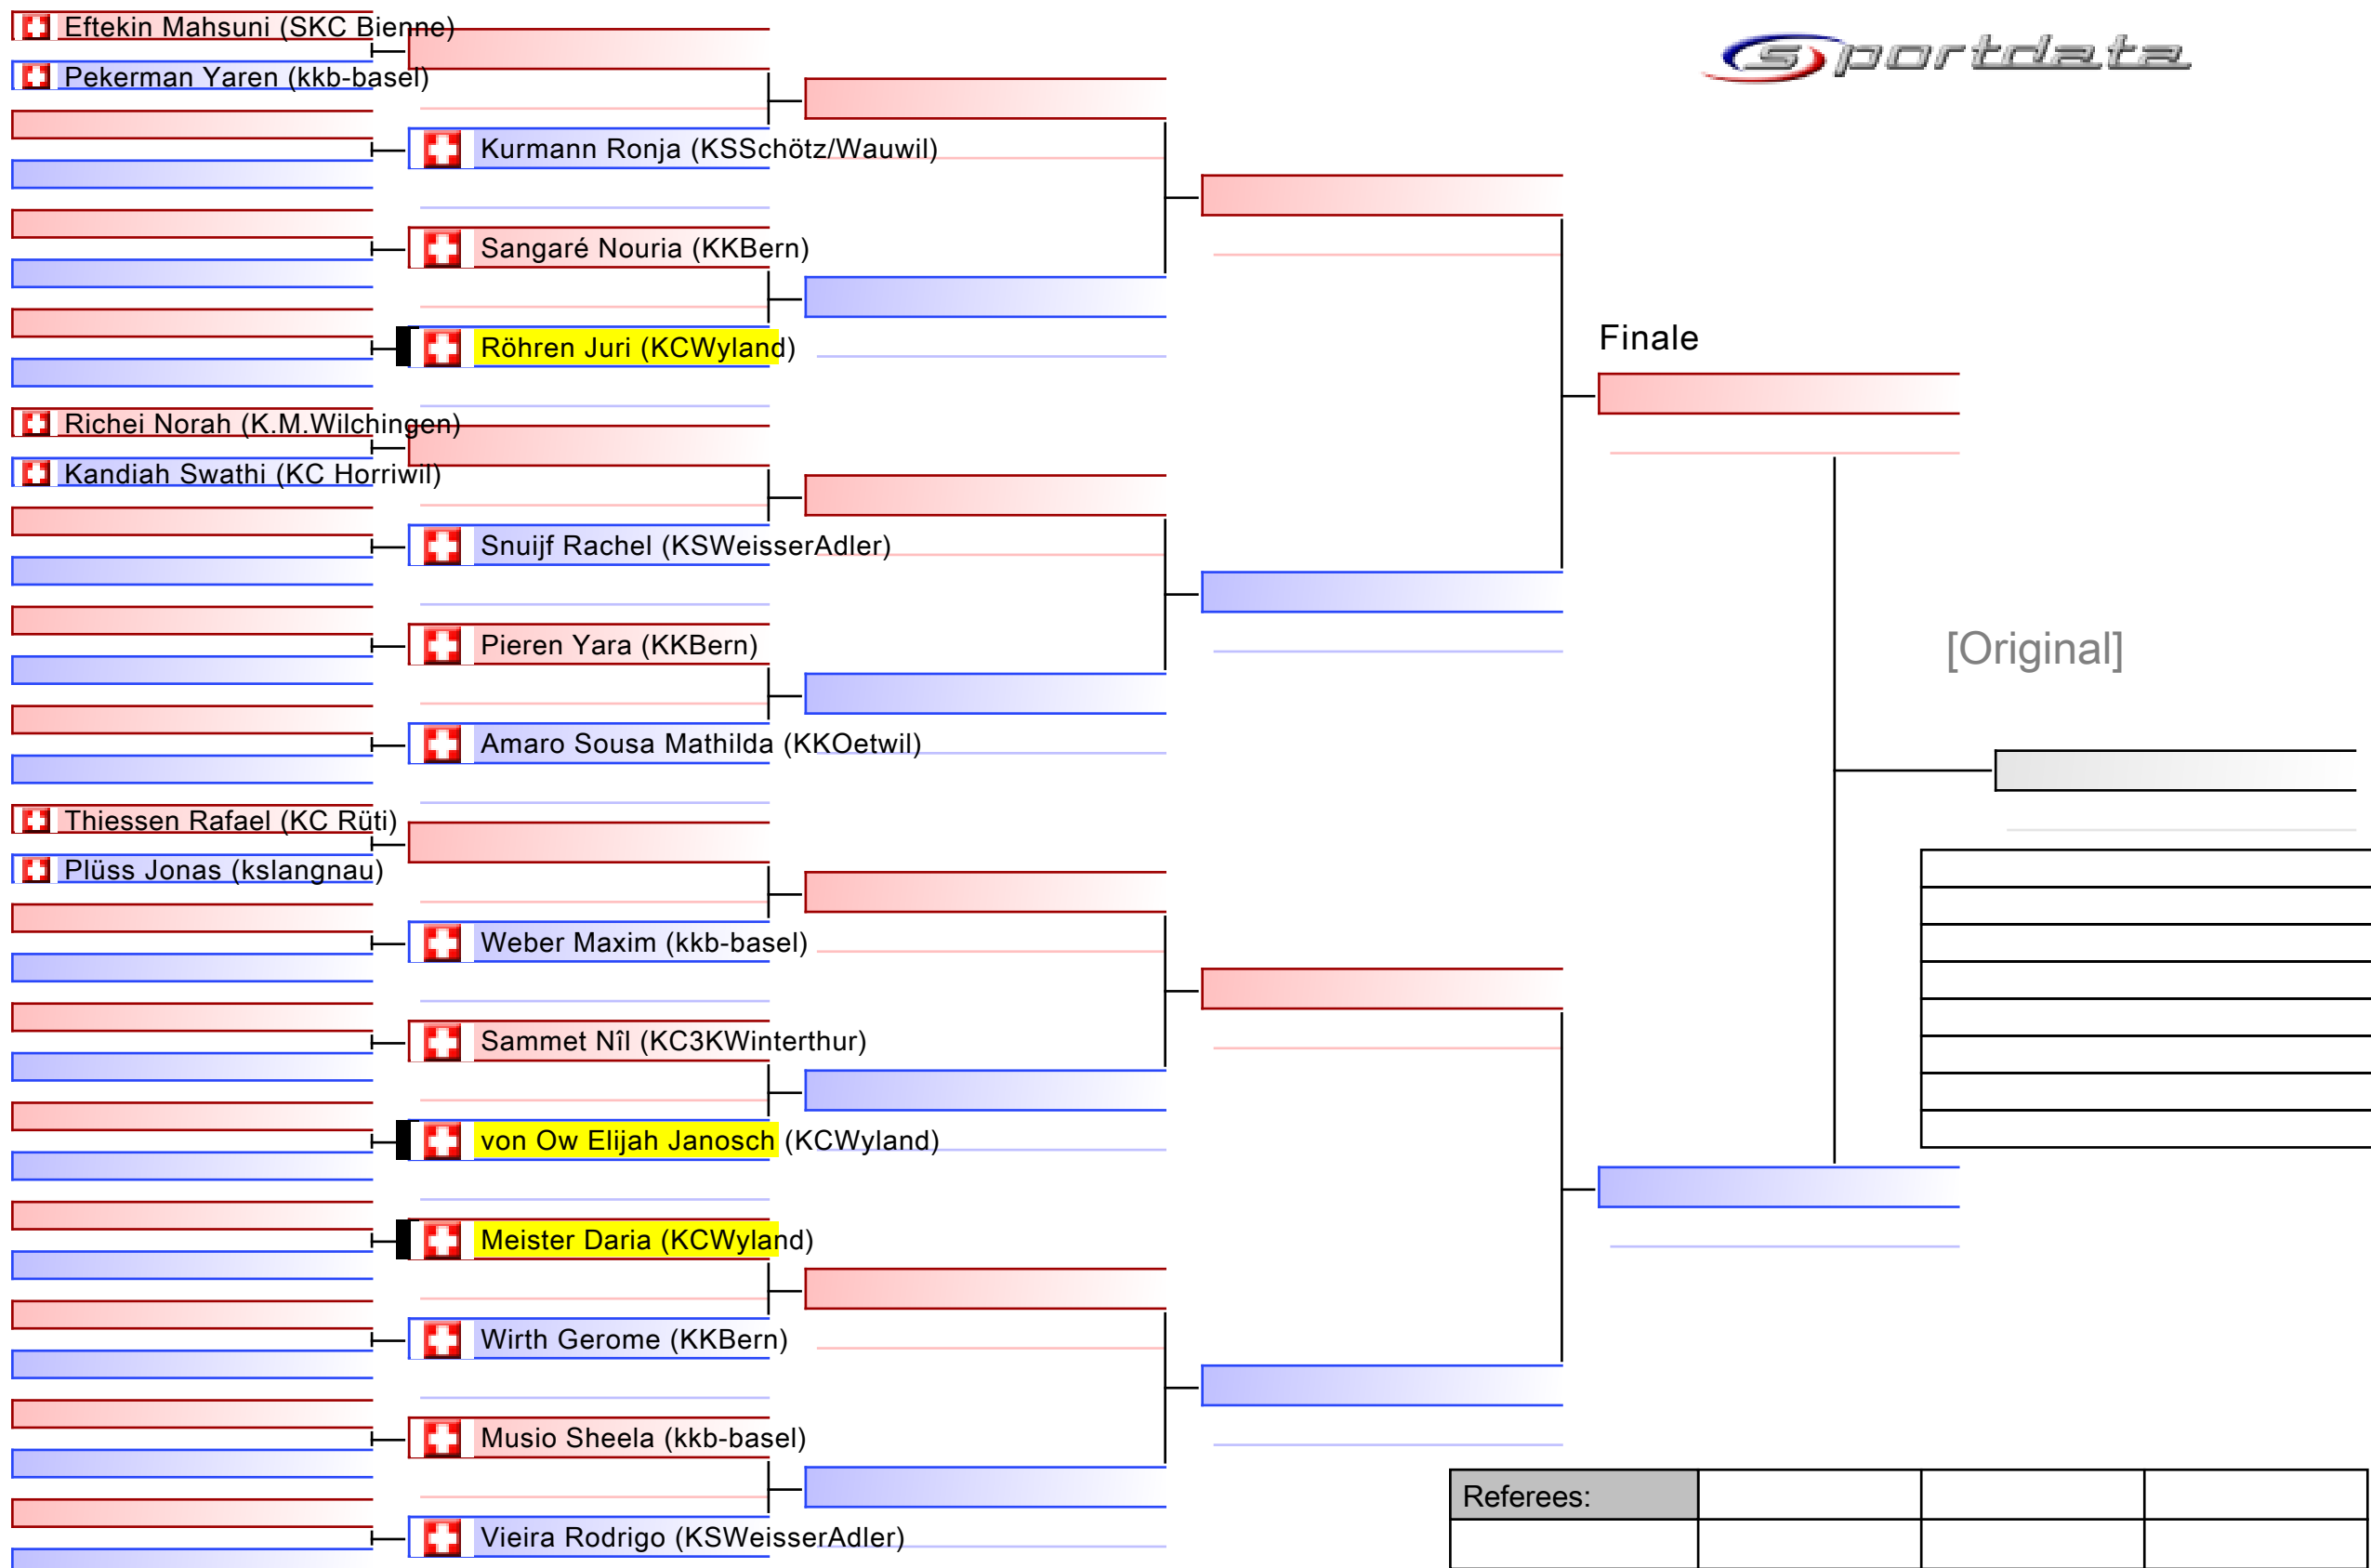 Eftekin Mahsuni (SKC Bienne)
Pekerman Yaren (kkb-basel)
sportdata
Kurmann Ronja (KSSchötz/Wauwil)
Sangaré Nouria (KKBern)
Röhren Juri (KCWyland)
Finale
Richei Norah (K.M.Wilchingen)
Kandiah Swathi (KC Horriwil)
Snuijf Rachel (KSWeisserAdler)
Pieren Yara (KKBern)
[Original]
Amaro Sousa Mathilda (KKOetwil)
Thiessen Rafael (KC Rüti)
Plüss Jonas (kslangnau)
Weber Maxim (kkb-basel)
Sammet Nîl (KC3KWinterthur)
von Ow Elijah Janosch (KCWyland)
Meister Daria (KCWyland)
Wirth Gerome (KKBern)
Musio Sheela (kkb-basel)
Referees:
Vieira Rodrigo (KSWeisserAdler)